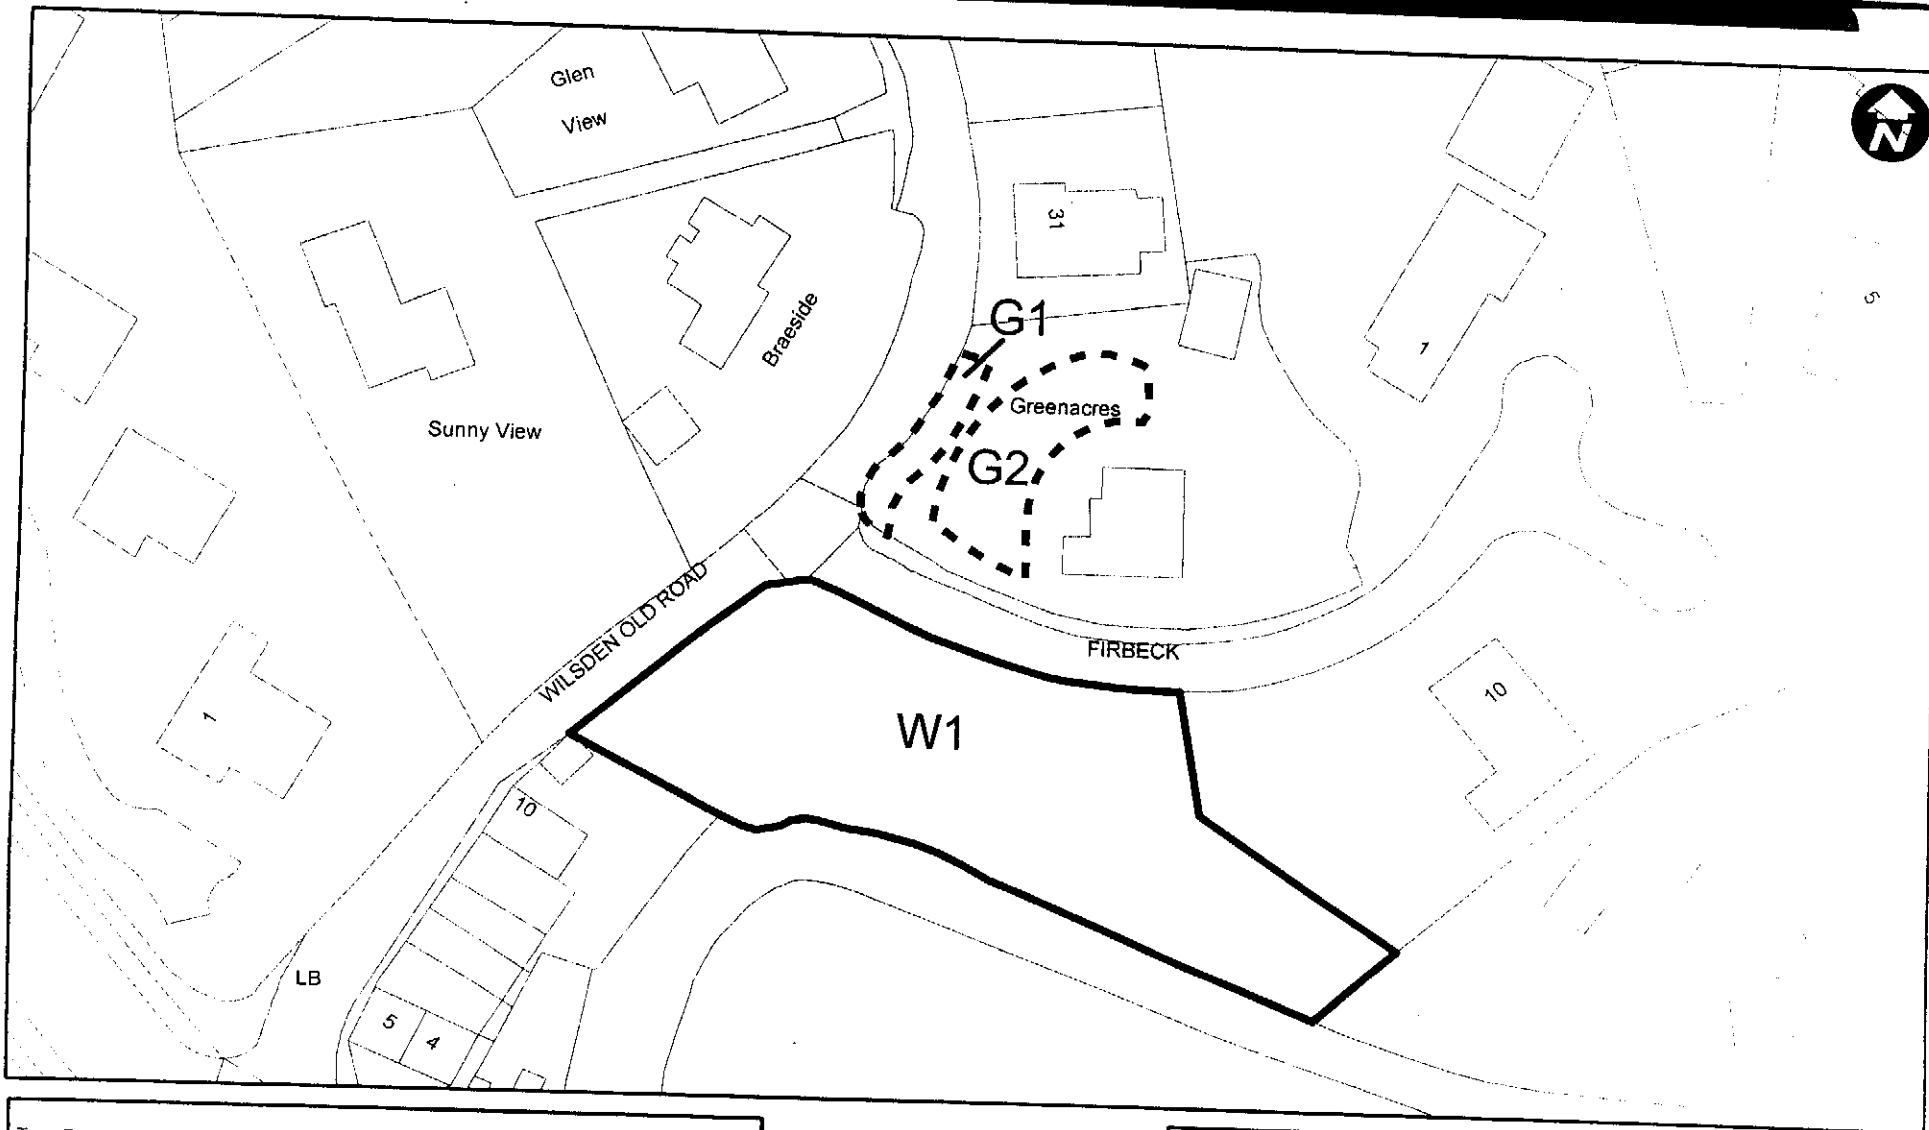 Glen
View
N
31
G1
Braeside
1
5
Greenacres
Sunny View
G2
WILSDEN OLD ROAD
FIRBECK
10
1
W1
10
LB
5
4